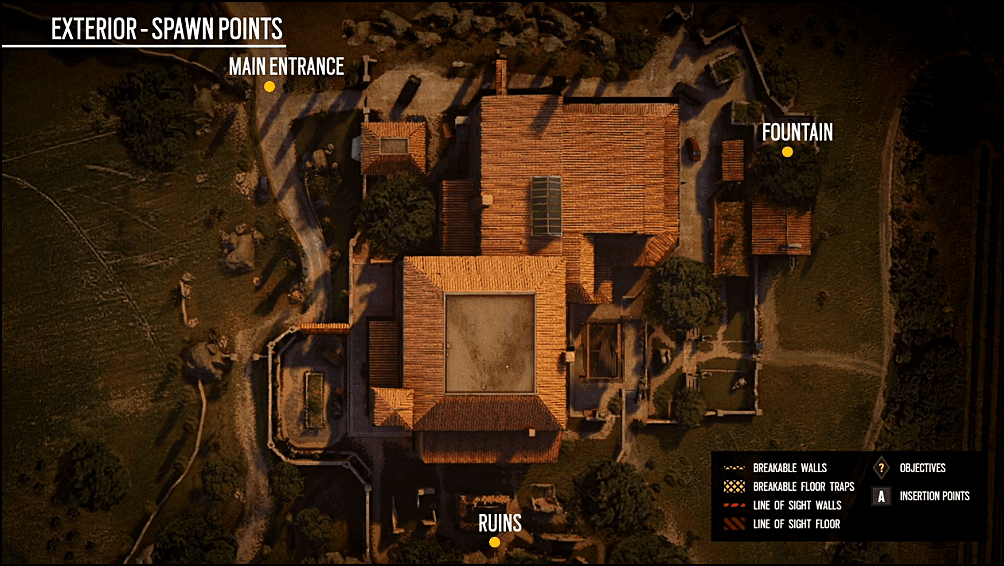 EXTERIOR - SPAWN POINTS
MAIN ENTRANCE
FOUNTAIN
RUINS
BREAKABLE WALLS
BREAKABLE FLOOR TRAPS
LINE OF SIGHT WALLS
LINE OF SIGHT FLOOR
? OBJECTIVES
A INSERTION POINTS